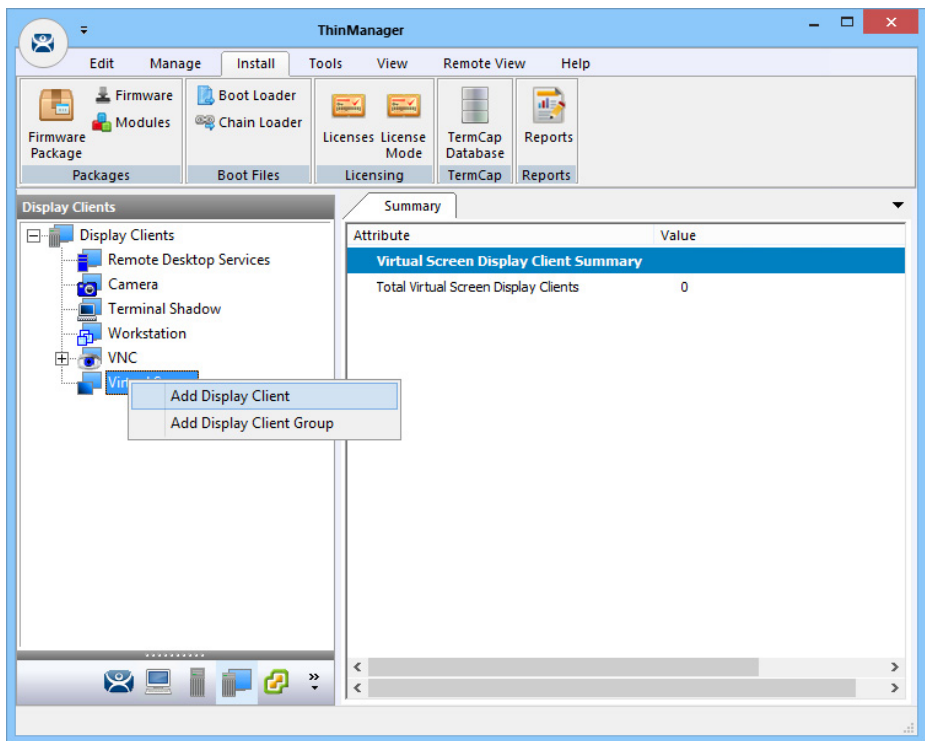 ThinManager
Edit Manage Install Tools View Remote View Help
Firmware Package
Firmware
Modules
Packages
Boot Loader
Chain Loader
Boot Files
Licenses
License Mode
Licensing
TermCap Database
TermCap
Reports
Reports
Display Clients
Display Clients
Remote Desktop Services
Camera
Terminal Shadow
Workstation
VNC
Add Display Client
Add Display Client Group
Summary
Attribute Value
Virtual Screen Display Client Summary
Total Virtual Screen Display Clients 0